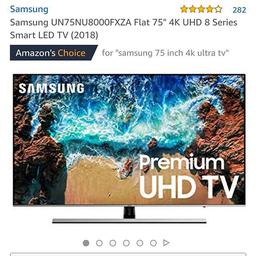 Samsung
282
Samsung UN75NU8000FXZA Flat 75" 4K UHD 8 Series
Smart LED TV (2018)
Amazon's Choice for "samsung 75 inch 4k ultra tv"
SAMSUNG
Premium
UHD TV